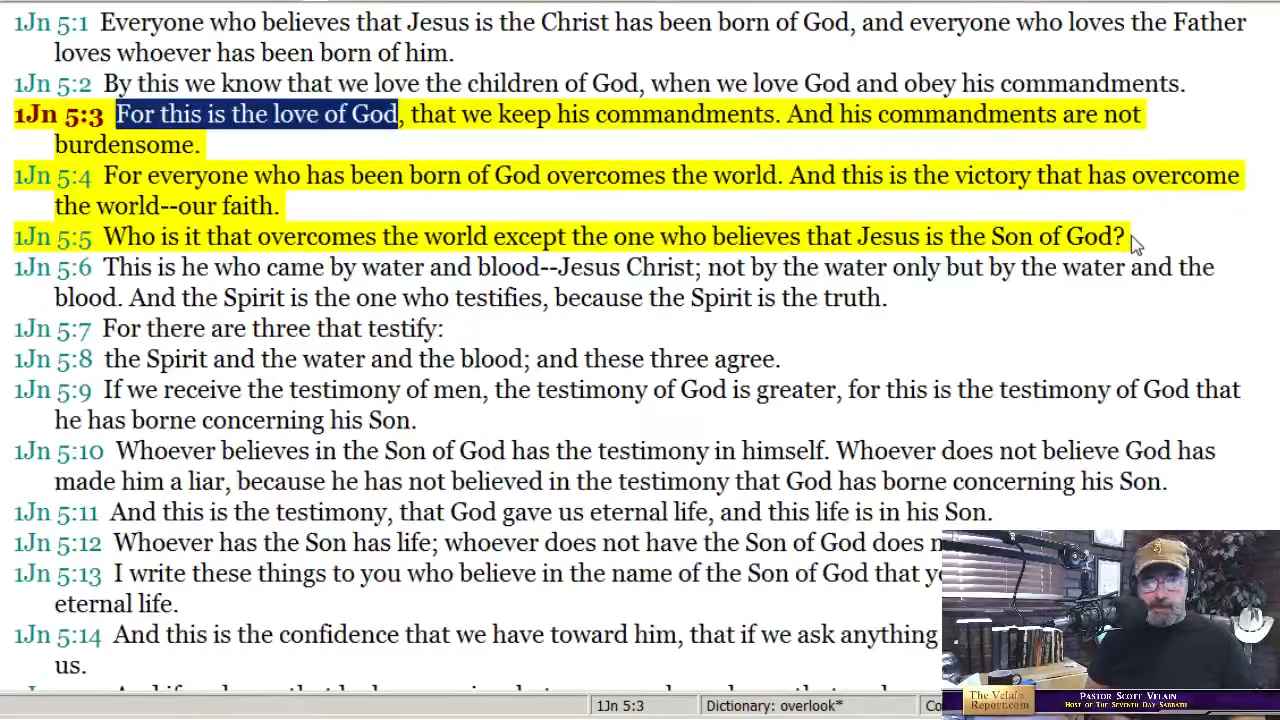 1Jn 5:1 Everyone who believes that Jesus is the Christ has been born of God, and everyone who loves the Father
loves whoever has been born of him.
1Jn 5:2 By this we know that we love the children of God, when we love God and obey his commandments.
1Jn 5:3 For this is the love of God, that we keep his commandments. And his commandments are not
burdensome.
1Jn 5:4 For everyone who has been born of God overcomes the world. And this is the victory that has overcome
the world--our faith.
1Jn 5:5 Who is it that overcomes the world except the one who believes that Jesus is the Son of God?
1Jn 5:6 This is he who came by water and blood--Jesus Christ; not by the water only but by the water and the
blood. And the Spirit is the one who testifies, because the Spirit is the truth.
1Jn 5:7 For there are three that testify:
1Jn 5:8 the Spirit and the water and the blood; and these three agree.
1Jn 5:9 If we receive the testimony of men, the testimony of God is greater, for this is the testimony of God that
he has borne concerning his Son.
1Jn 5:10 Whoever believes in the Son of God has the testimony in himself. Whoever does not believe God has
made him a liar, because he has not believed in the testimony that God has borne concerning his Son.
1Jn 5:11 And this is the testimony, that God gave us eternal life, and this life is in his Son.
1Jn 5:12 Whoever has the Son has life; whoever does not have the Son of God does
1Jn 5:13 I write these things to you who believe in the name of the Son of God that
eternal life.
1Jn 5:14 And this is the confidence that we have toward him, that if we ask anything
us.
1Jn 5:3 Dictionary: overlook*
The Velain
Report.com
Pastor Scott Velain
Host of The Seventh Day Sabbath